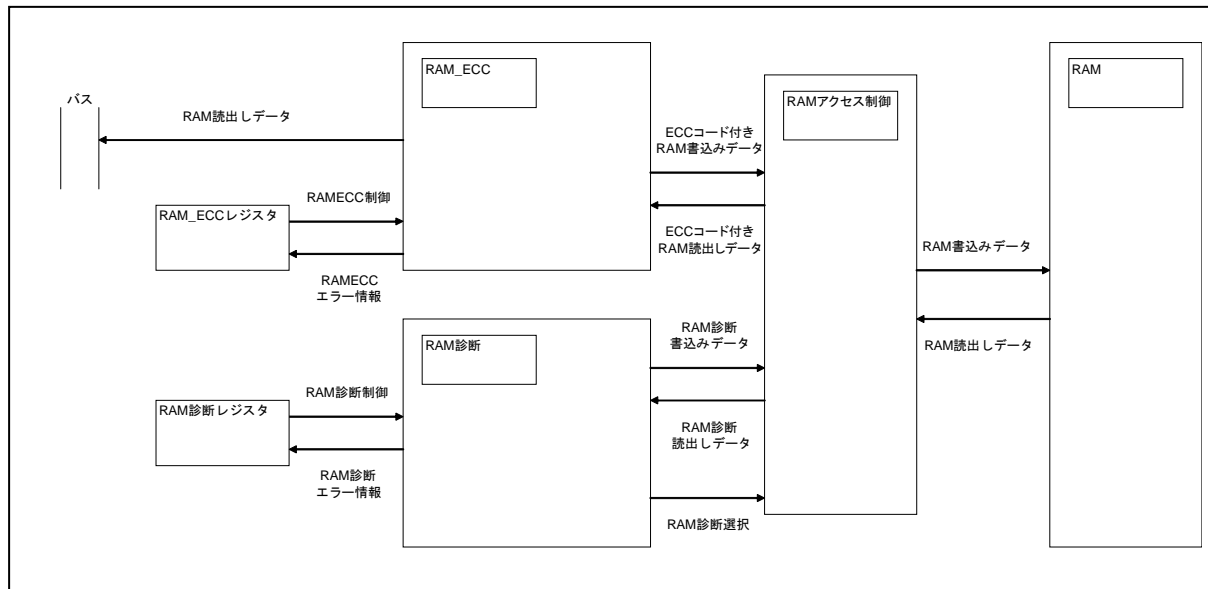 RAM_ECC
RAM
バス
RAMアクセス制御
RAM読出しデータ
ECCコード付き
RAM書込みデータ
RAMECC制御
RAM_ECCレジスタ
ECCコード付き
RAM読出しデータ
RAM書込みデータ
RAMECC
エラー情報
RAM診断
RAM診断
書込みデータ
RAM読出しデータ
RAM診断制御
RAM診断レジスタ
RAM診断
読出しデータ
RAM診断
エラー情報
RAM診断選択